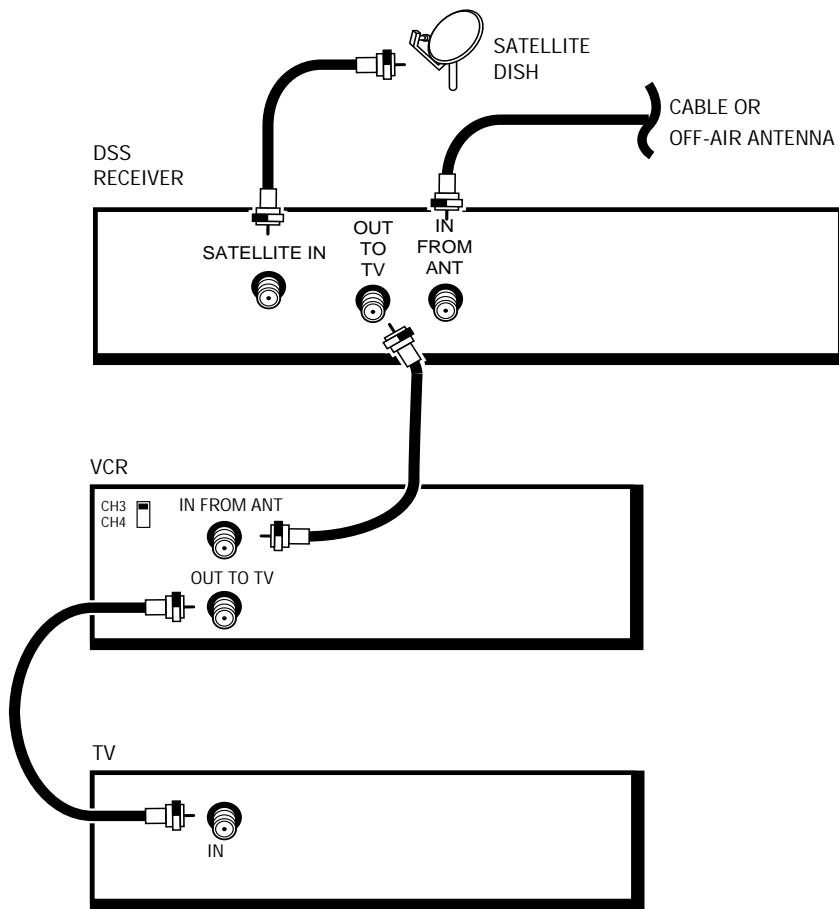 SATELLITE
DISH
CABLE OR
OFF-AIR ANTENNA
DSS
RECEIVER
SATELLITE IN
OUT
TO
TV
IN
FROM
ANT
VCR
CH3
CH4
IN FROM ANT
OUT TO TV
TV
IN